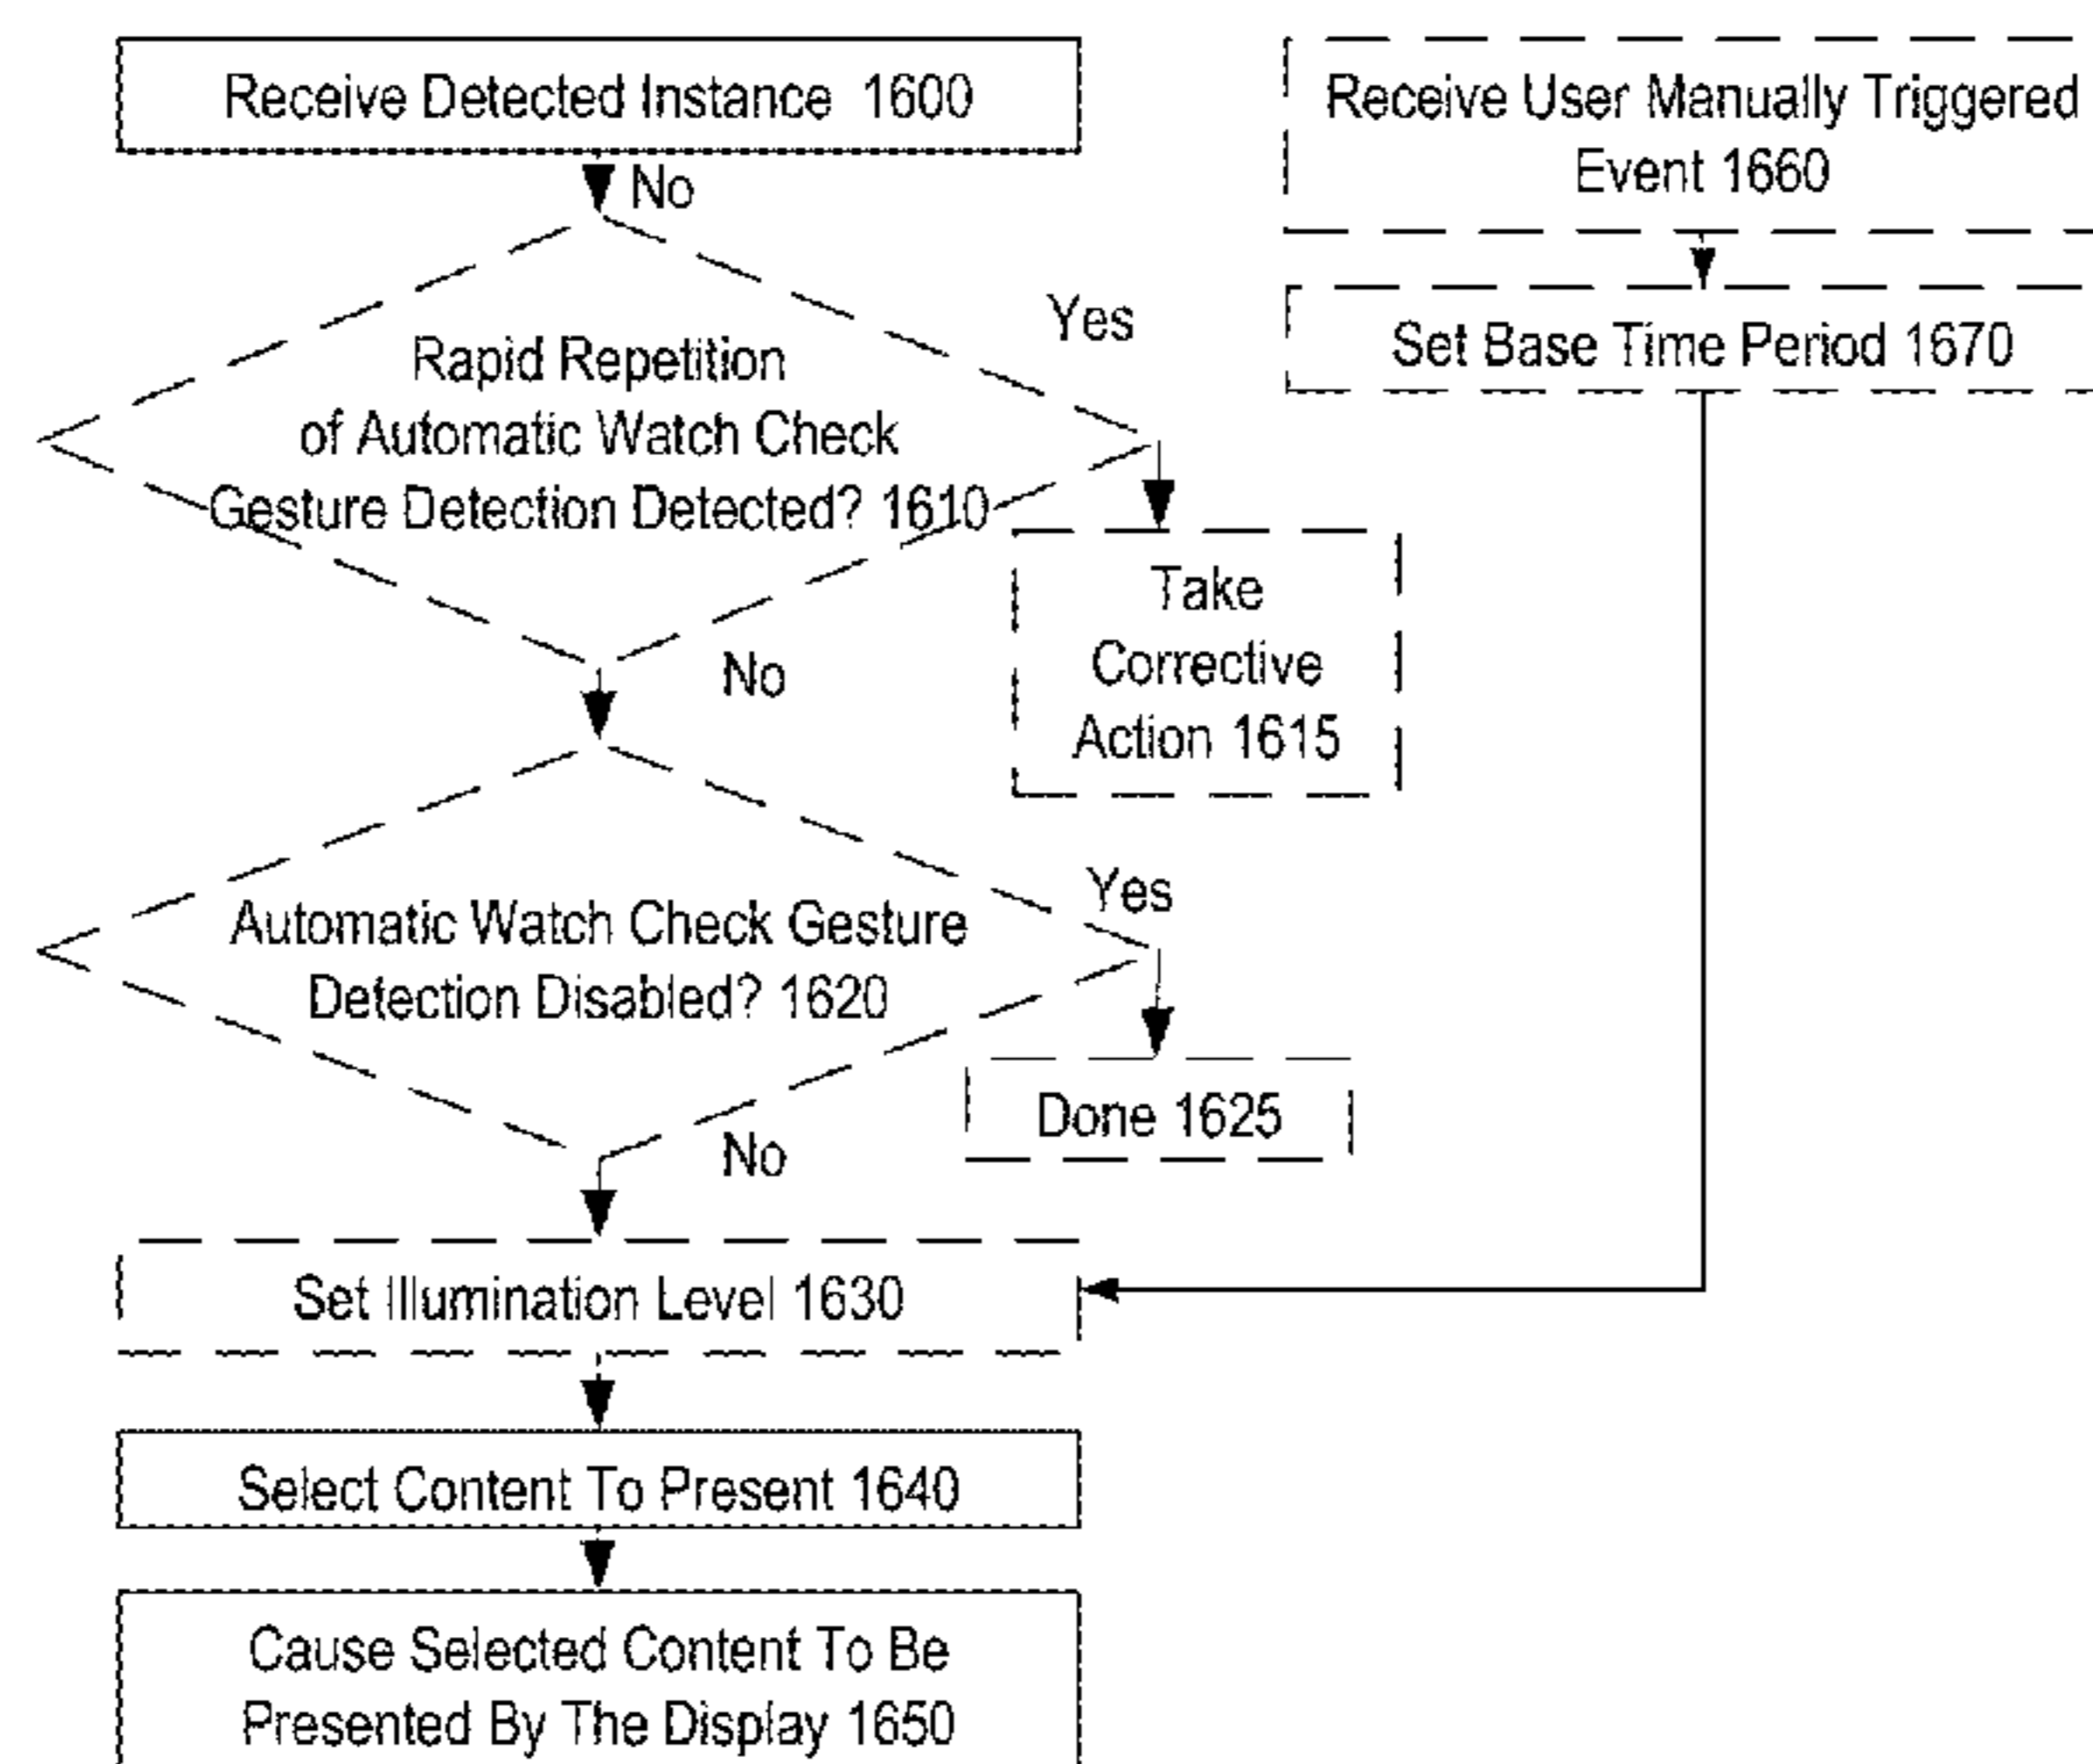 Receive Detected Instance 1600
No
Rapid Repetition
of Automatic Watch Check
Gesture Detection Detected? 1610
Yes
Take
Corrective
Action 1615
No
Automatic Watch Check Gesture
Detection Disabled? 1620
Yes
Done 1625
No
Set Illumination Level 1630
Select Content To Present 1640
Cause Selected Content To Be
Presented By The Display 1650
Receive User Manually Triggered
Event 1660
Set Base Time Period 1670